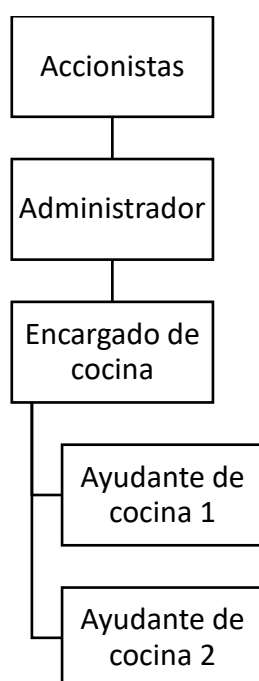 Accionistas
Administrador
Encargado de
cocina
Ayudante de
cocina 1
Ayudante de
cocina 2